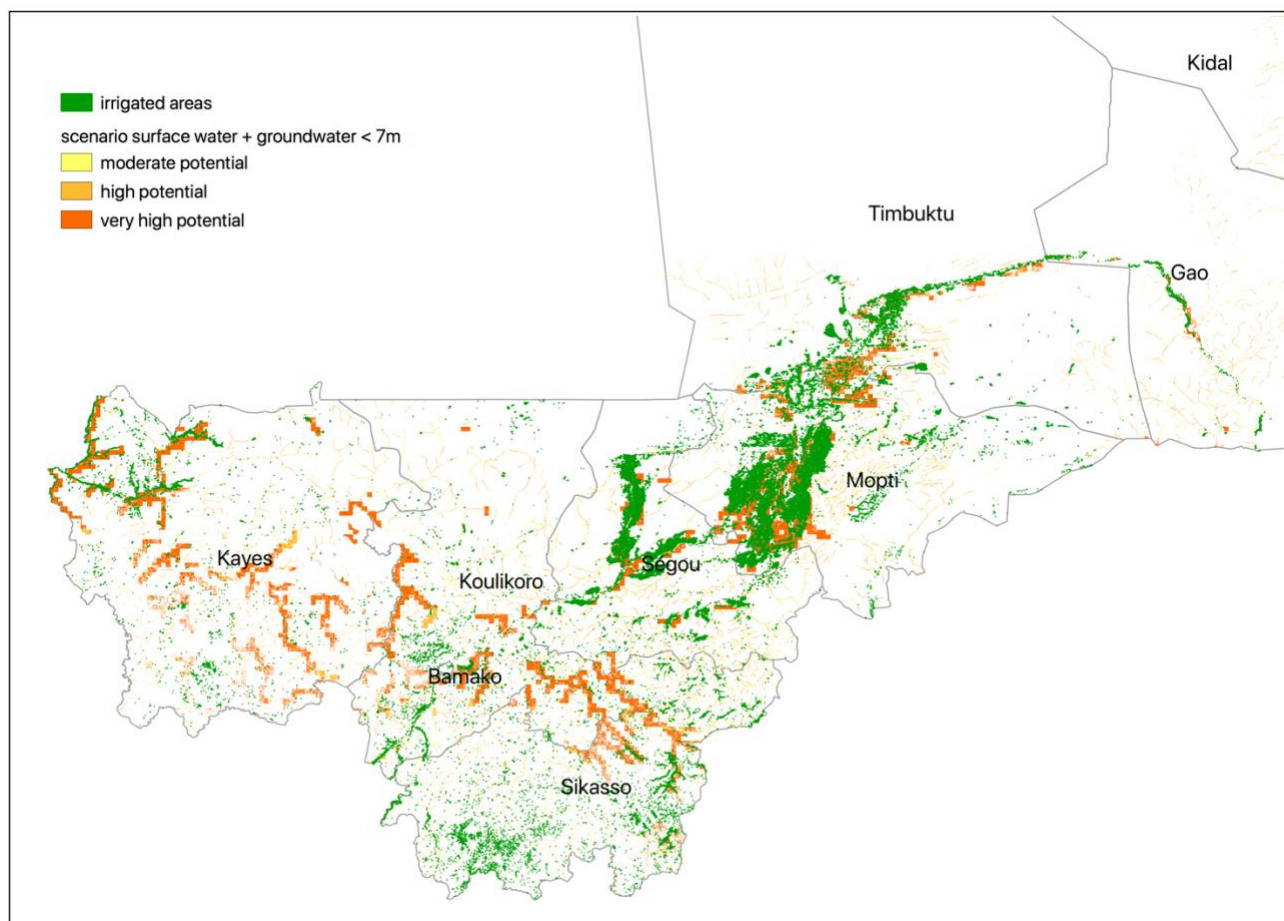 Kidal
irrigated areas
scenario surface water + groundwater < 7m
moderate potential
high potential
very high potential
Timbuktu
Gao
Mopti
Kayes
Ségou
Koulikoro
Bamako
Sikasso